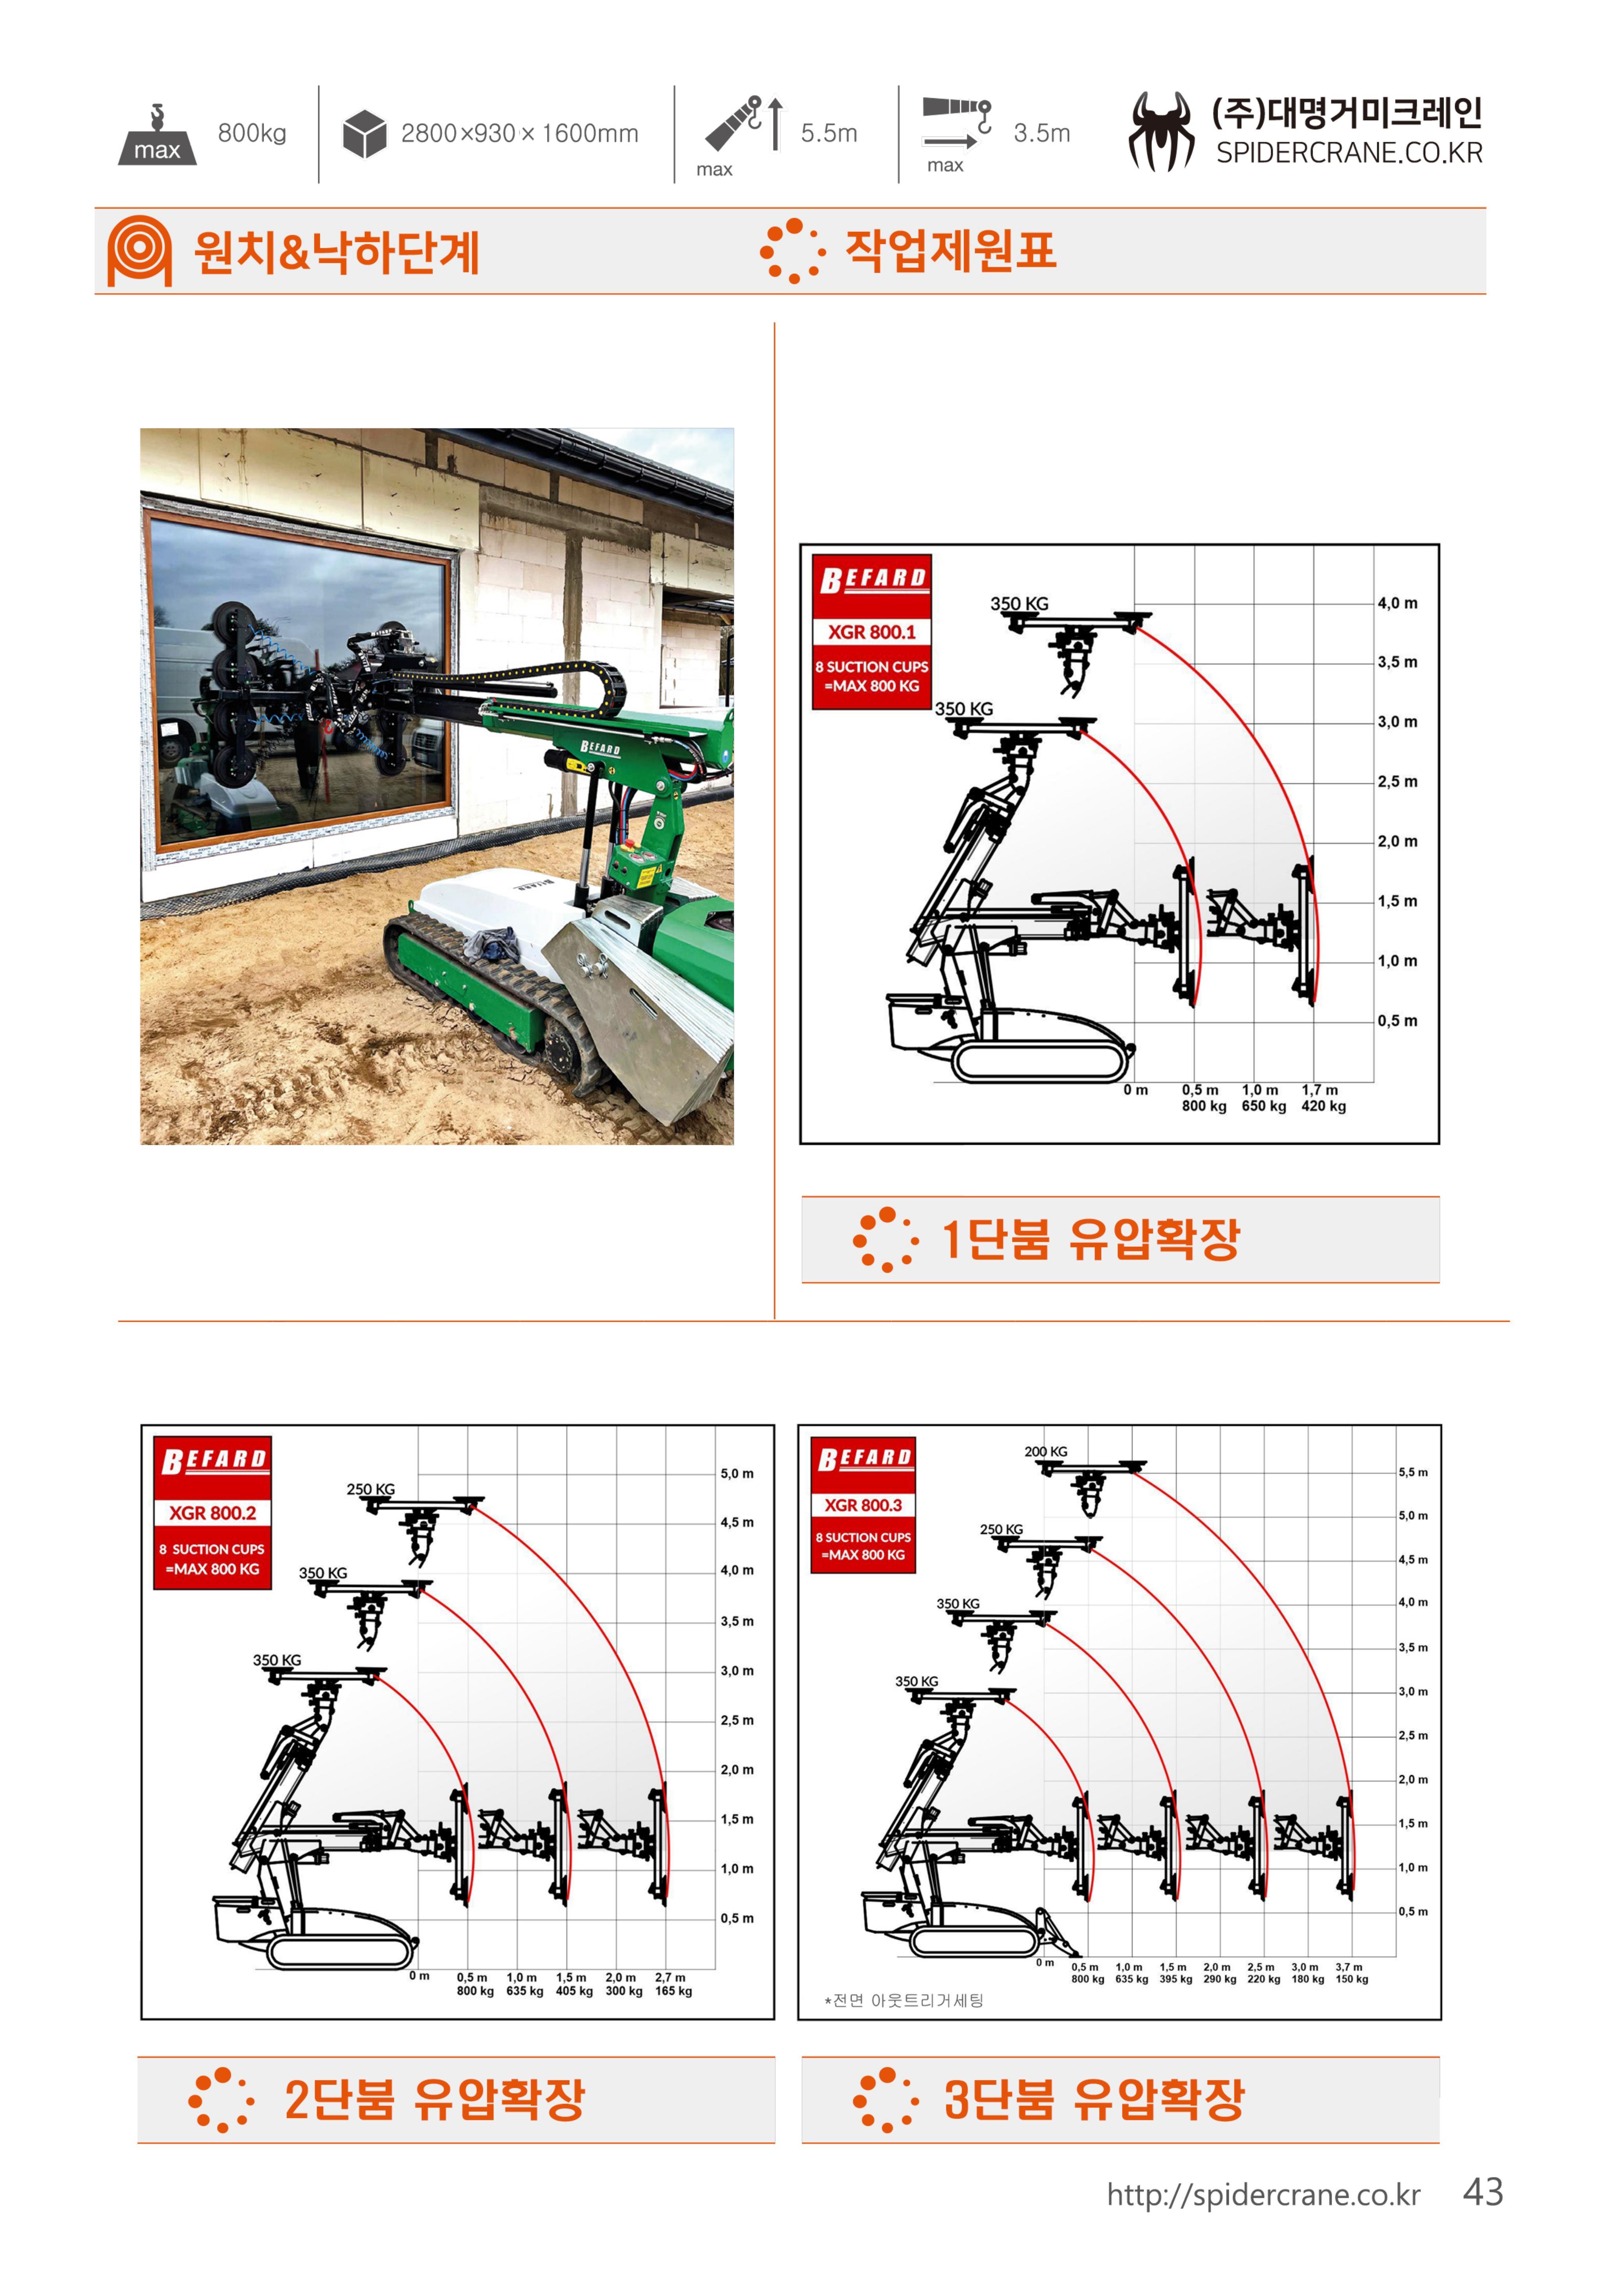 max
800kg
2800×930 × 1600mm
max
5.5m
max
3.5m
(주)대명거미크레인
SPIDERCRANE.CO.KR
원치&낙하단계
작업제원표
BEFARD
BEFARD
XGR 800.1
8 SUCTION CUPS
=MAX 800 KG
350 KG
350 KG
4,0 m
3,5 m
3,0 m
2,5 m
2,0 m
1,5 m
1,0 m
0,5 m
0 m 0,5 m 1,0 m 1,7 m
800 kg 650 kg 420 kg
1단붐 유압확장
BEFARD
XGR 800.2
8 SUCTION CUPS
=MAX 800 KG
250 KG
350 KG
350 KG
5,0 m
4,5 m
4,0 m
3,5 m
3,0 m
2,5 m
2,0 m
1,5 m
1,0 m
0,5 m
0 m 0,5 m 1,0 m 1,5 m 2,0 m 2,7 m
800 kg 635 kg 405 kg 300 kg 165 kg
BEFARD
XGR 800.3
8 SUCTION CUPS
=MAX 800 KG
200 KG
250 KG
350 KG
350 KG
5,5 m
5,0 m
4,5 m
4,0 m
3,5 m
3,0 m
2,5 m
2,0 m
1,5 m
1,0 m
0,5 m
0 m 0,5 m 1,0 m 1,5 m 2,0 m 2,5 m 3,0 m 3,7 m
800 kg 635 kg 395 kg 290 kg 220 kg 180 kg 150 kg
*전면 아웃트리거세팅
2단붐 유압확장
3단붐 유압확장
http://spidercrane.co.kr 43